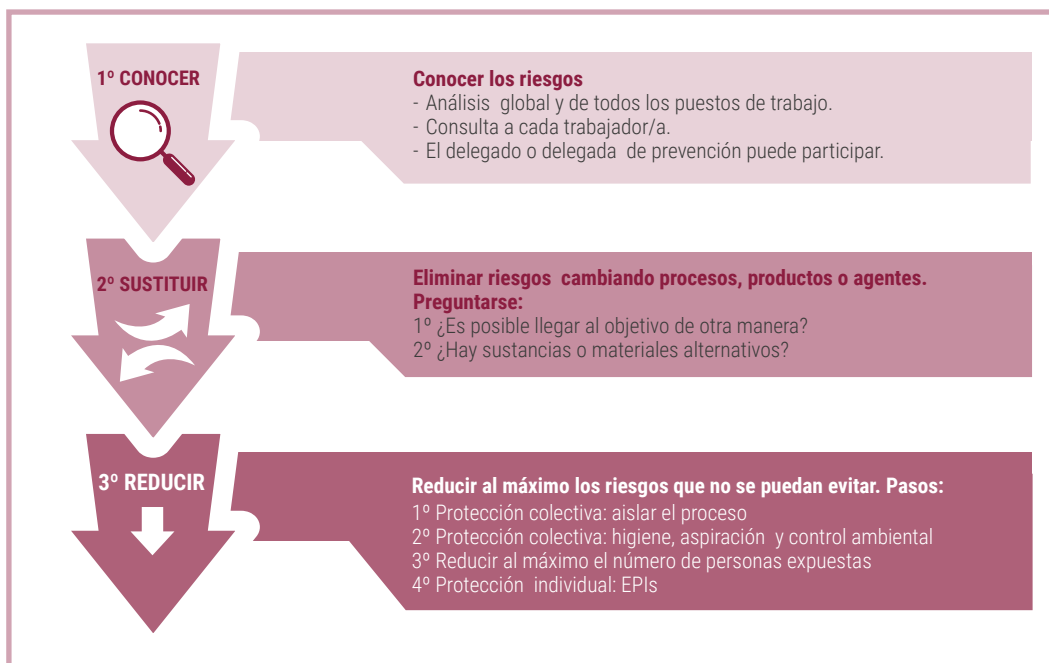 1º CONOCER
Conocer los riesgos
- Análisis global y de todos los puestos de trabajo.
- Consulta a cada trabajador/a.
- El delegado o delegada de prevención puede participar.
2º SUSTITUIR
Eliminar riesgos cambiando procesos, productos o agentes.
Preguntarse:
1º ¿Es posible llegar al objetivo de otra manera?
2º ¿Hay sustancias o materiales alternativos?
3º REDUCIR
Reducir al máximo los riesgos que no se puedan evitar. Pasos:
1º Protección colectiva: aislar el proceso
2º Protección colectiva: higiene, aspiración y control ambiental
3º Reducir al máximo el número de personas expuestas
4º Protección individual: EPIs